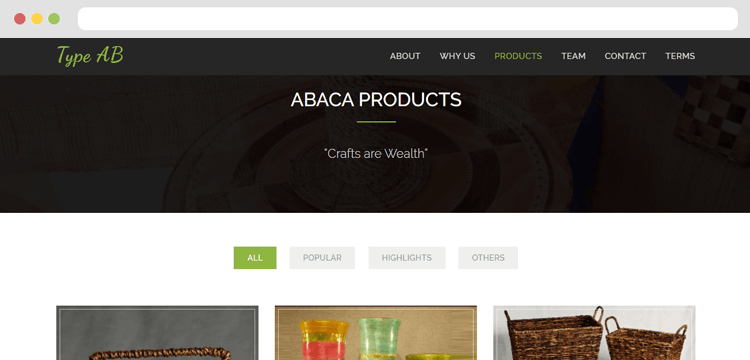 Type AB
ABOUT WHY US PRODUCTS TEAM CONTACT TERMS
ABACA PRODUCTS
"Crafts are Wealth"
ALL POPULAR HIGHLIGHTS OTHERS